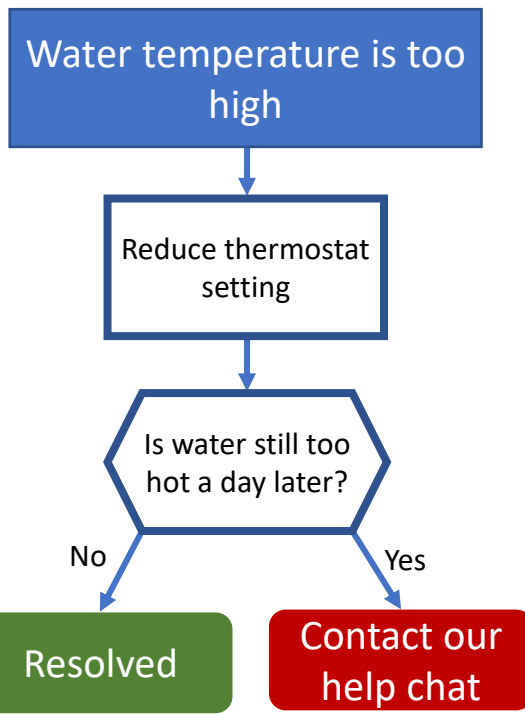 Water temperature is too
high
Reduce thermostat
setting
Is water still too
hot a day later?
No
Yes
Resolved
Contact our
help chat